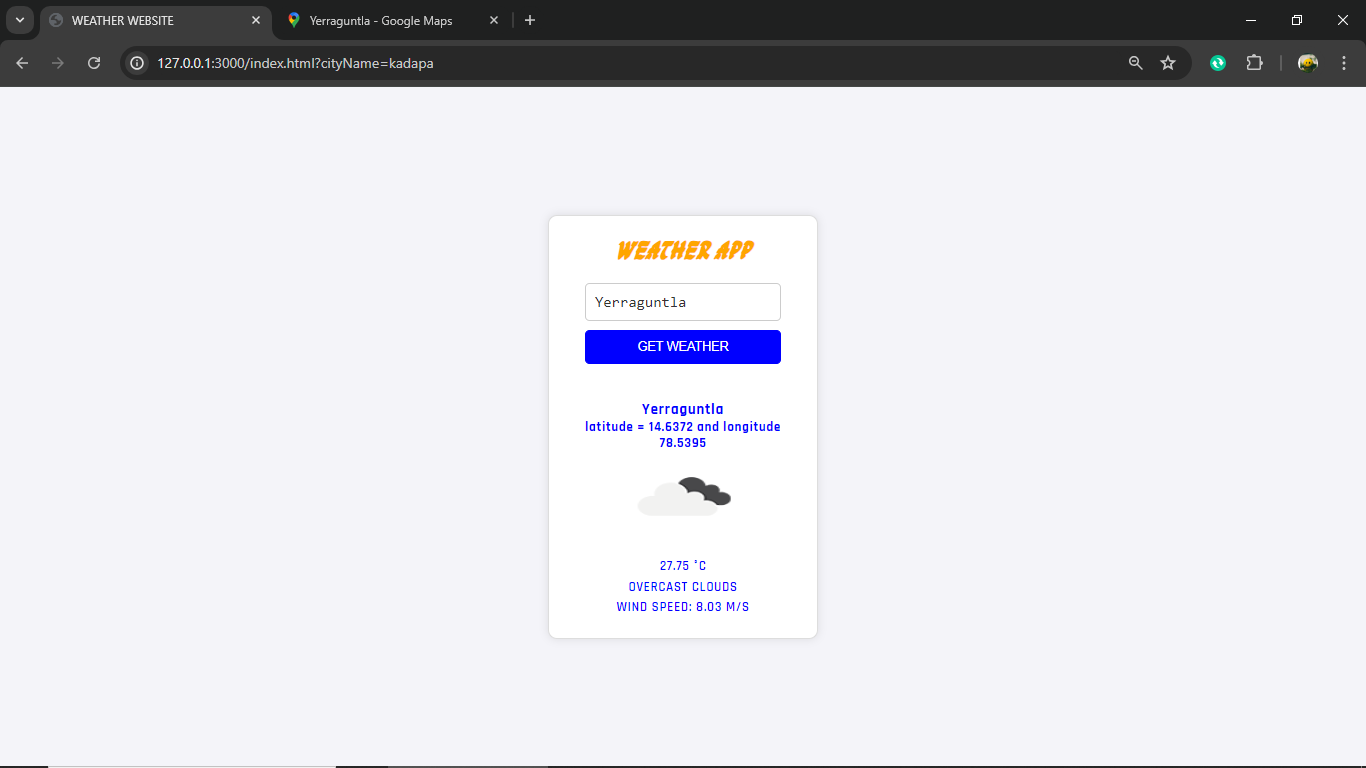 WEATHER WEBSITE
Yerraguntla - Google Maps
127.0.0.1:3000/index.html?cityName=kadapa
WEATHER APP
Yerraguntla
GET WEATHER
Yerraguntla
latitude = 14.6372 and longitude
78.5395
27.75 °C
OVERCAST CLOUDS
WIND SPEED: 8.03 M/S